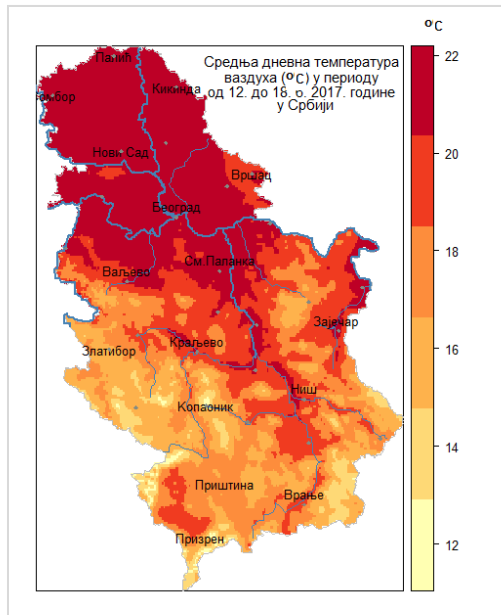 ºC
Средња дневна температура
ваздуха (ºC) у периоду
од 12. до 18. 6. 2017. године
у Србији
22
20
18
16
14
12
Палић
Кикинда
Нови Сад
Вршац
Београд
Ваљево
См.Паланка
Златибор
Краљево
Зајечар
Ниш
Копаоник
Приштина
Врање
Призрен